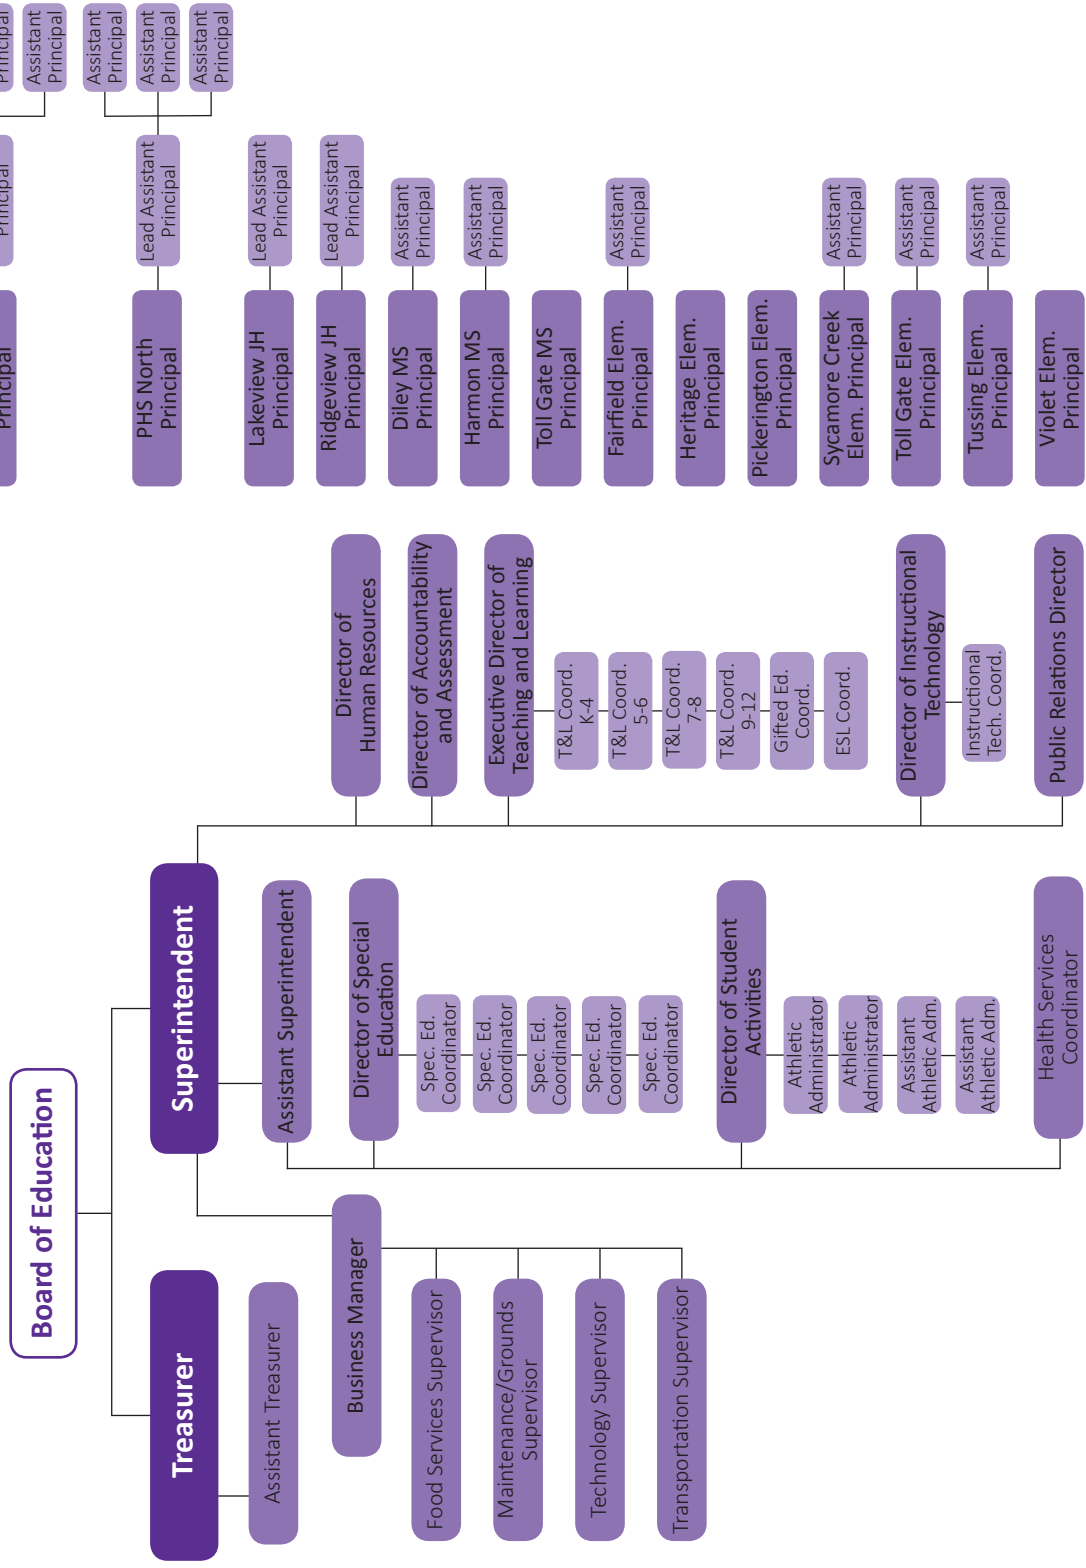 Board of Education
Treasurer
Assistant Treasurer
Superintendent
Business Manager
Food Services Supervisor
Maintenance/Grounds
Supervisor
Technology Supervisor
Transportation Supervisor
Assistant Superintendent
Director of Special
Education
Spec. Ed.
Coordinator
Spec. Ed.
Coordinator
Spec. Ed.
Coordinator
Spec. Ed.
Coordinator
Spec. Ed.
Coordinator
Director of Student
Activities
Athletic
Administrator
Athletic
Administrator
Assistant
Athletic Adm.
Assistant
Athletic Adm.
Health Services
Coordinator
Director of
Human Resources
Director of Accountability
and Assessment
Executive Director of
Teaching and Learning
T&L Coord.
K-4
T&L Coord.
5-6
T&L Coord.
7-8
T&L Coord.
9-12
Gifted Ed.
Coord.
ESL Coord.
Director of Instructional
Technology
Instructional
Tech. Coord.
Public Relations Director
Principal
Principal
Principal
Assistant
Principal
PHS North
Principal
Lead Assistant
Principal
Assistant
Principal
Assistant
Principal
Assistant
Principal
Lakeview JH
Principal
Lead Assistant
Principal
Ridgeview JH
Principal
Lead Assistant
Principal
Diley MS
Principal
Assistant
Principal
Harmon MS
Principal
Assistant
Principal
Toll Gate MS
Principal
Fairfield Elem.
Principal
Assistant
Principal
Heritage Elem.
Principal
Pickerington Elem.
Principal
Sycamore Creek
Elem. Principal
Assistant
Principal
Toll Gate Elem.
Principal
Assistant
Principal
Tussing Elem.
Principal
Assistant
Principal
Violet Elem.
Principal